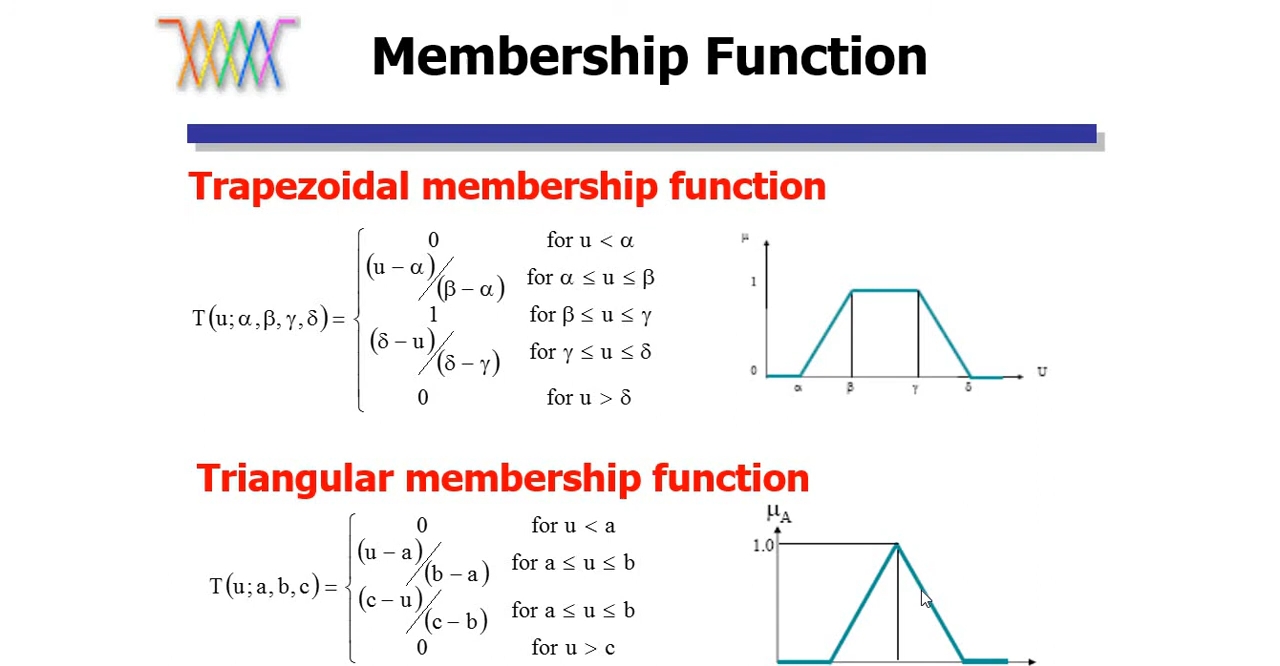 Membership Function
Trapezoidal membership function
T(u; α, β, γ, δ) =
0 for u < α
(u − α)/(β − α) for α ≤ u ≤ β
1 for β ≤ u ≤ γ
(δ − u)/(δ − γ) for γ ≤ u ≤ δ
0 for u > δ
μ
1
0
α β γ δ
U
Triangular membership function
T(u; a, b, c) =
0 for u < a
(u − a)/(b − a) for a ≤ u ≤ b
(c − u)/(c − b) for a ≤ u ≤ b
0 for u > c
μA
1.0